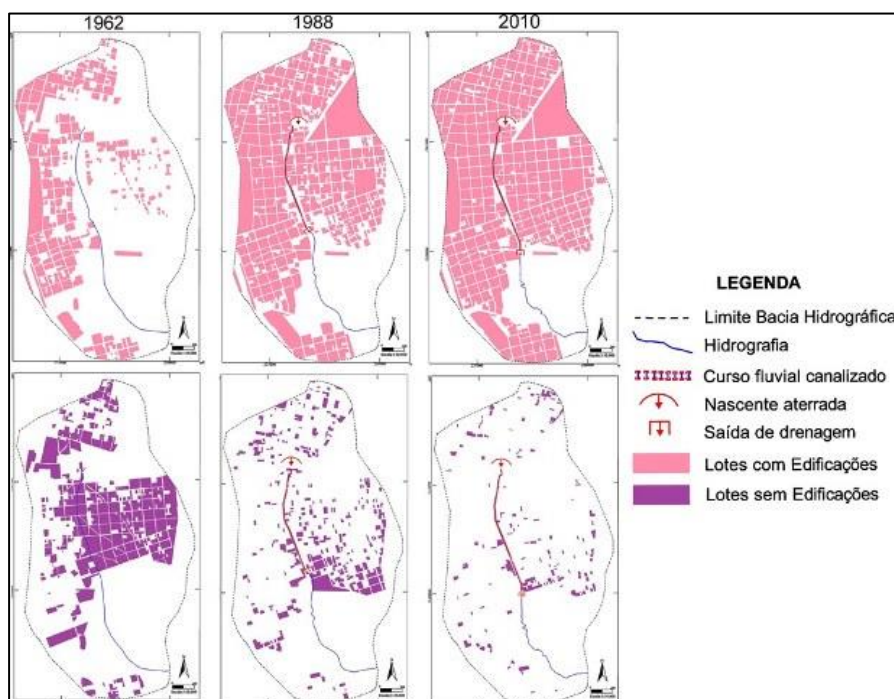 1962
1988
2010
LEGENDA
Limite Bacia Hidrográfica
Hidrografia
Curso fluvial canalizado
Nascente aterrada
Saída de drenagem
Lotes com Edificações
Lotes sem Edificações